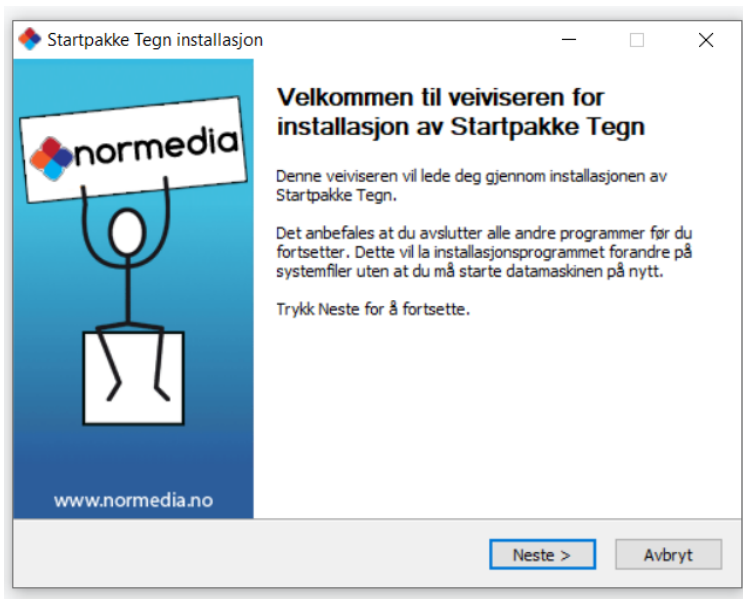 Startpakke Tegn installasjon
normedia
www.normedia.no
Velkommen til veiviseren for
installasjon av Startpakke Tegn
Denne veiviseren vil lede deg gjennom installasjonen av
Startpakke Tegn.
Det anbefales at du avslutter alle andre programmer før du
fortsetter. Dette vil la installasjonsprogrammet forandre på
systemfiler uten at du må starte datamaskinen på nytt.
Trykk Neste for å fortsette.
Neste >
Avbryt